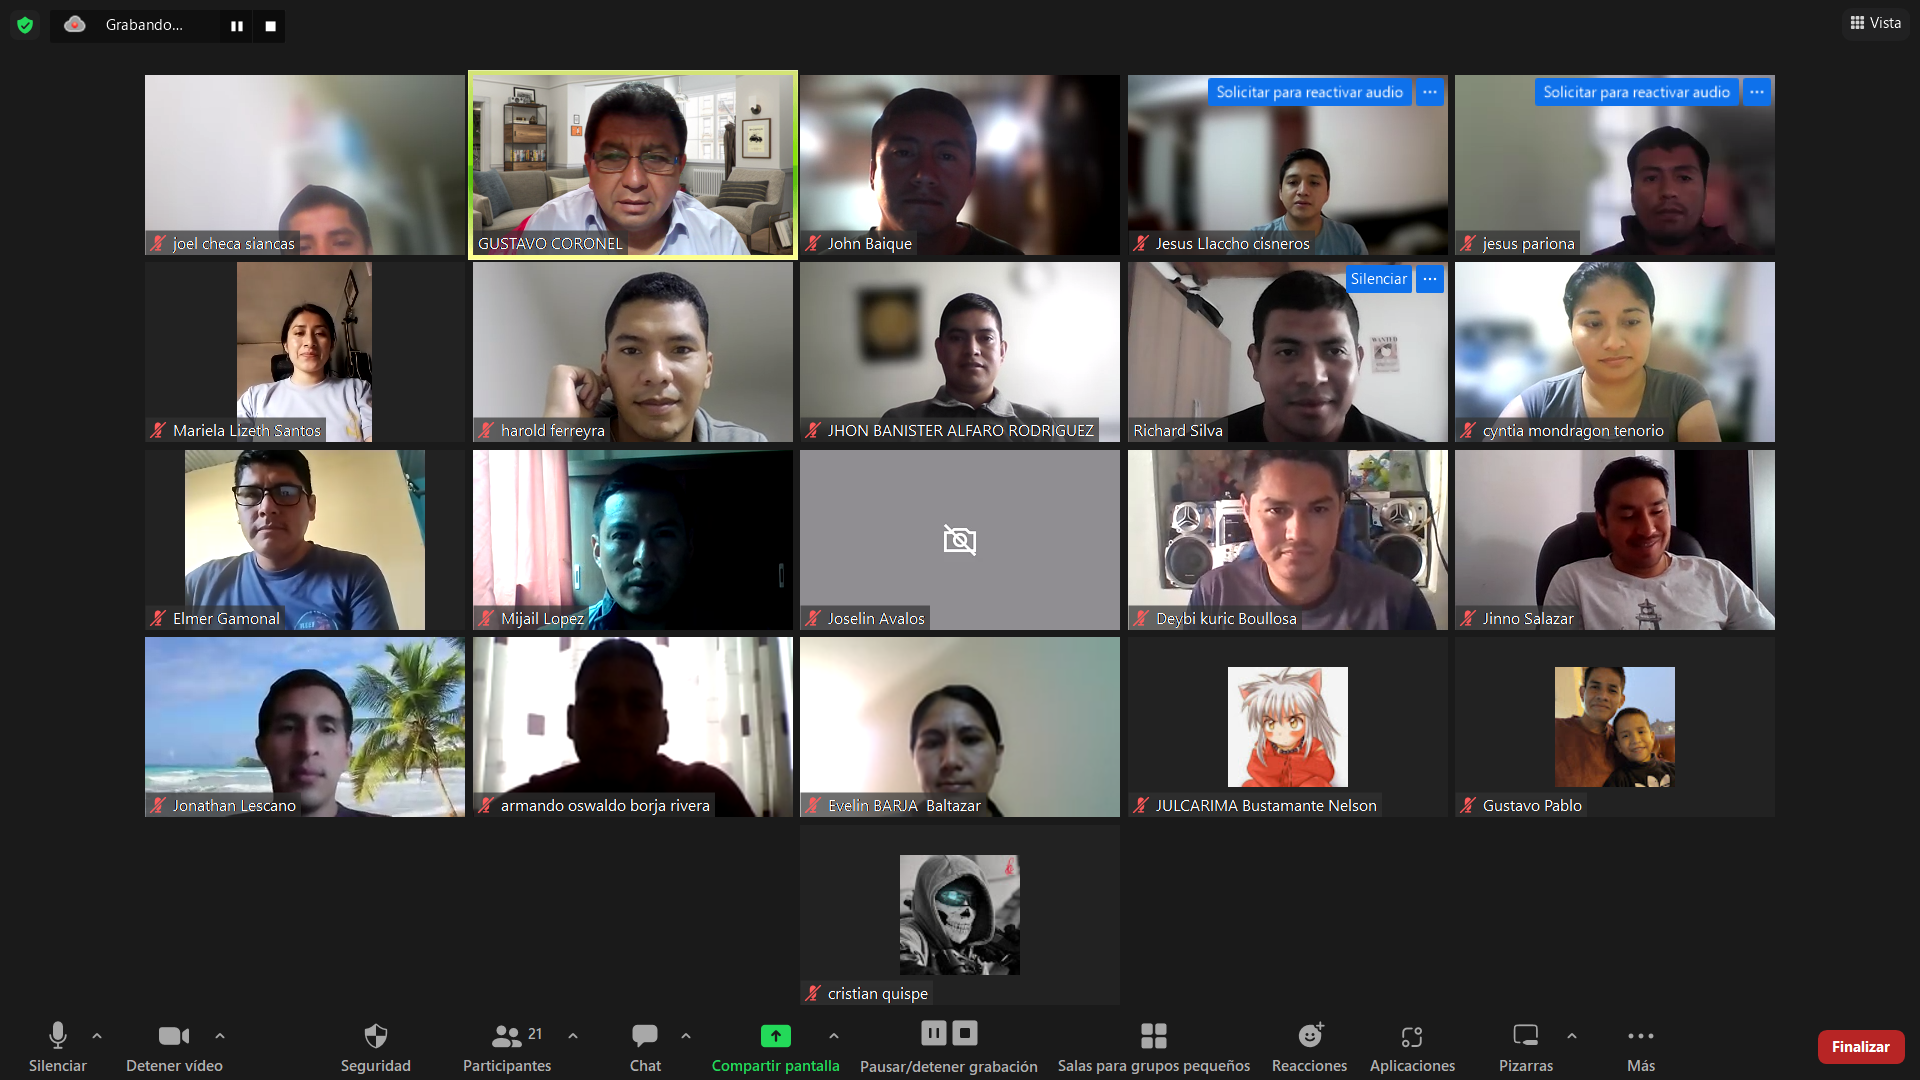 Grabando...
Vista
Solicitar para reactivar audio
Solicitar para reactivar audio
joel checa siancas
GUSTAVO CORONEL
John Baique
Jesus Llaccho cisneros
jesus pariona
Silenciar
WANTED
Mariela Lizeth Santos
harold ferreyra
JHON BANISTER ALFARO RODRIGUEZ
Richard Silva
cyntia mondragon tenorio
Elmer Gamonal
Mijail Lopez
Joselin Avalos
Deybi kuric Boullosa
Jinno Salazar
Jonathan Lescano
armando oswaldo borja rivera
Evelin BARJA Baltazar
JULCARIMA Bustamante Nelson
Gustavo Pablo
cristian quispe
21
Silenciar
Detener vídeo
Seguridad
Participantes
Chat
Compartir pantalla
Pausar/detener grabación
Salas para grupos pequeños
Reacciones
Aplicaciones
Pizarras
Más
Finalizar